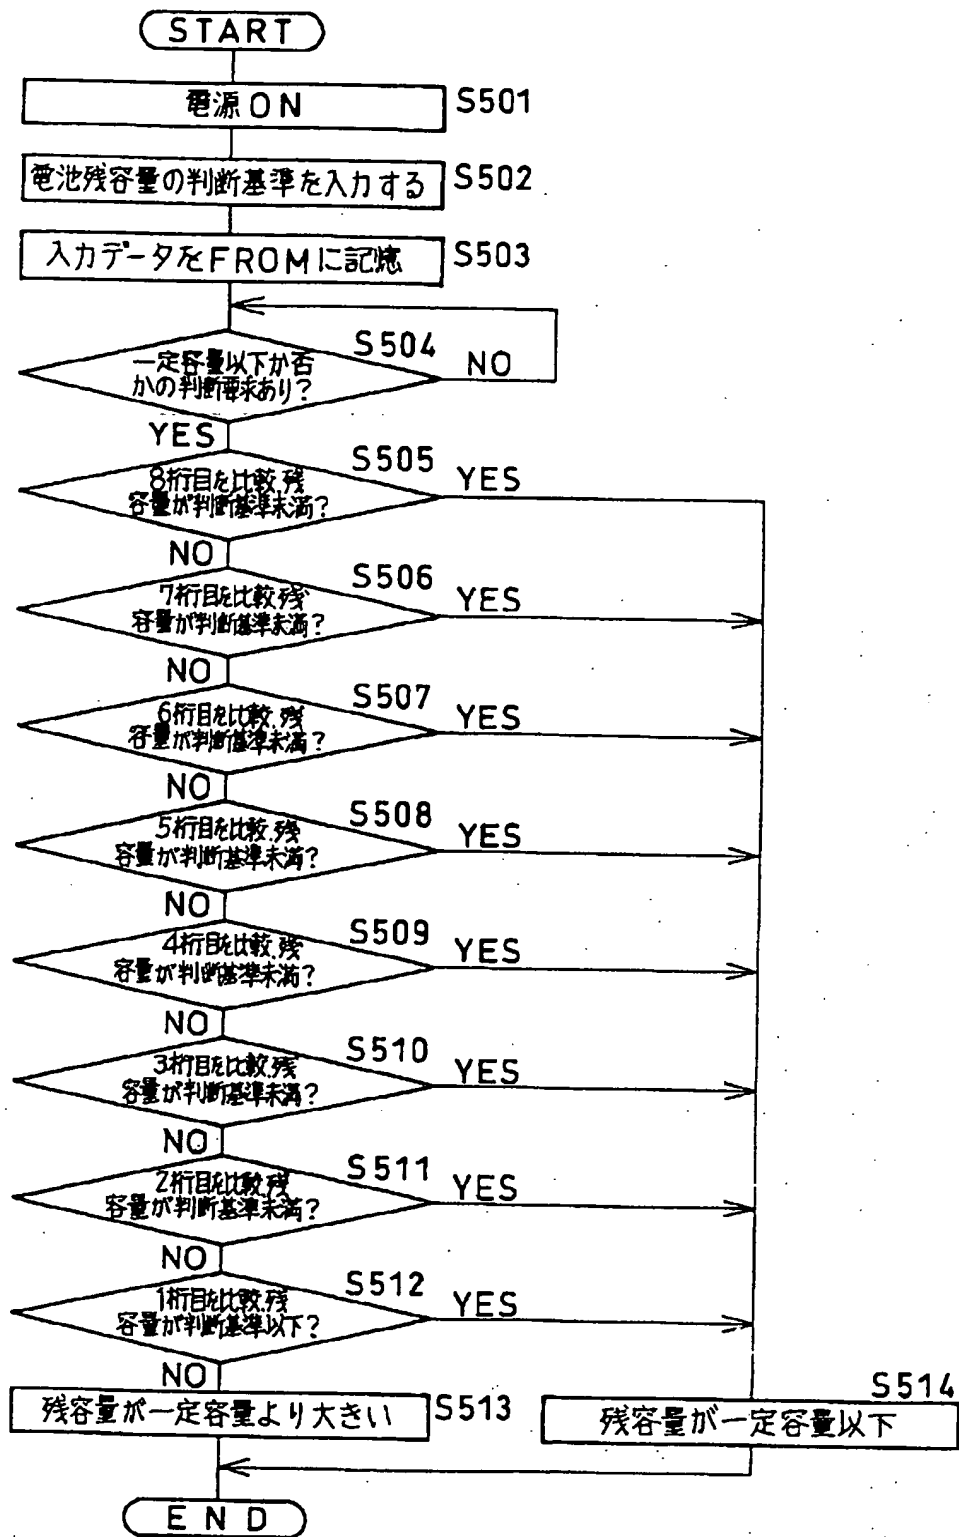 START
電源ON
S501
電池残容量の判断基準を入力する
S502
入力データをFROMに記憶
S503
S504
一定容量以下か否
かの判断要求あり?
NO
YES
S505
8桁目を比較.残
容量が判断基準未満?
YES
NO
S506
7桁目を比較.残
容量が判断基準未満?
YES
NO
S507
6桁目を比較.残
容量が判断基準未満?
YES
NO
S508
5桁目を比較.残
容量が判断基準未満?
YES
NO
S509
4桁目を比較.残
容量が判断基準未満?
YES
NO
S510
3桁目を比較.残
容量が判断基準未満?
YES
NO
S511
2桁目を比較.残
容量が判断基準未満?
YES
NO
S512
1桁目を比較.残
容量が判断基準以下?
YES
NO
残容量が一定容量より大きい
S513
S514
残容量が一定容量以下
END